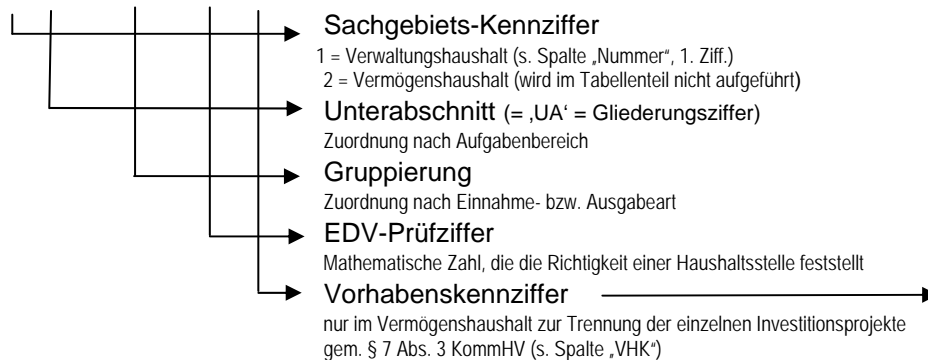 Sachgebiets-Kennziffer
1 = Verwaltungshaushalt (s. Spalte „Nummer“, 1. Ziff.)
2 = Vermögenshaushalt (wird im Tabellenteil nicht aufgeführt)
Unterabschnitt (= ‚UA‘ = Gliederungsziffer)
Zuordnung nach Aufgabenbereich
Gruppierung
Zuordnung nach Einnahme- bzw. Ausgabeart
EDV-Prüfziffer
Mathematische Zahl, die die Richtigkeit einer Haushaltsstelle feststellt
Vorhabenskennziffer
nur im Vermögenshaushalt zur Trennung der einzelnen Investitionsprojekte
gem. § 7 Abs. 3 KommHV (s. Spalte „VHK“)